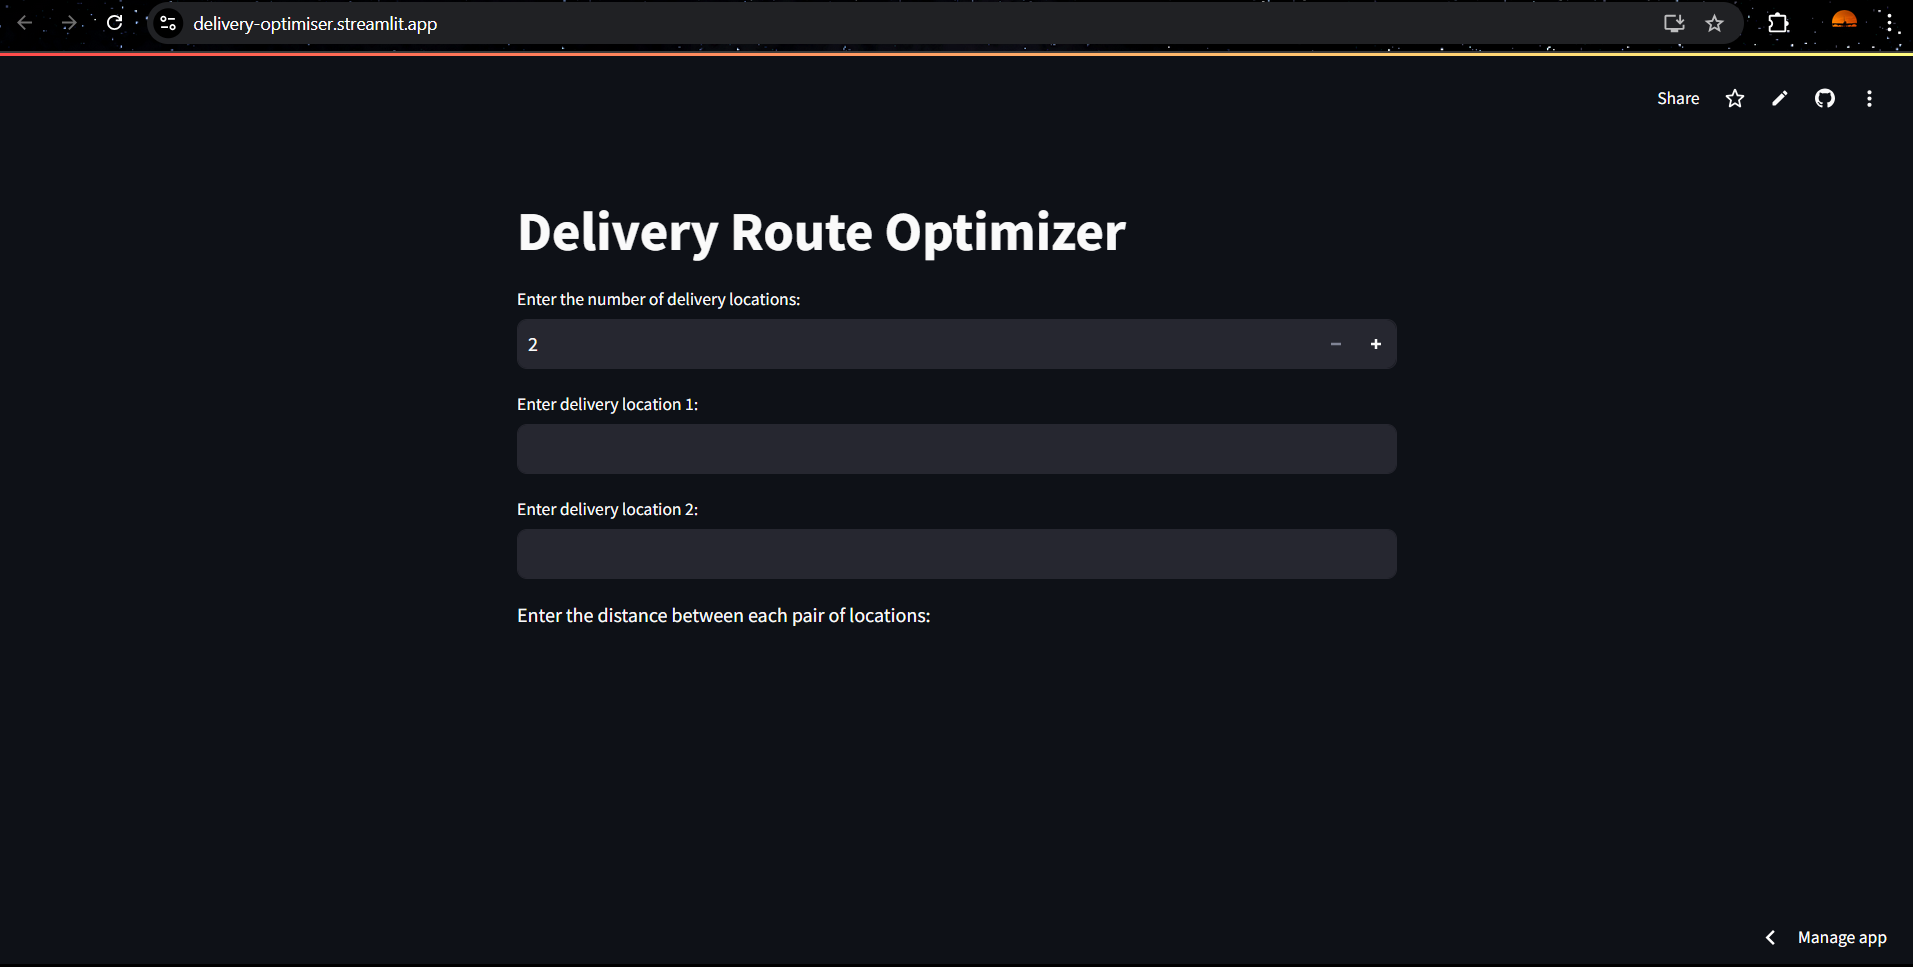 delivery-optimiser.streamlit.app
Share
Delivery Route Optimizer
Enter the number of delivery locations:
2
Enter delivery location 1:
Enter delivery location 2:
Enter the distance between each pair of locations:
Manage app